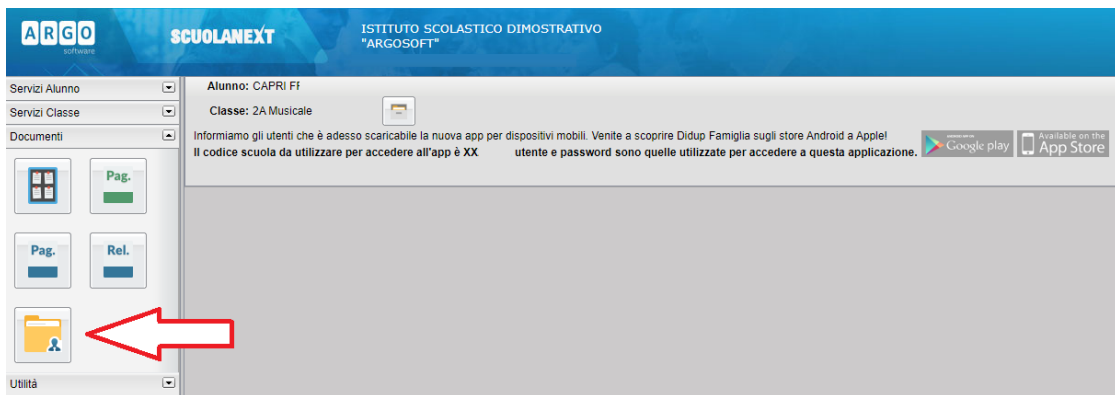 ARGO
software
SCUOLANEXT
ISTITUTO SCOLASTICO DIMOSTRATIVO
"ARGOSOFT"
Servizi Alunno
Servizi Classe
Documenti
Pag.
Pag.
Rel.
Utilità
Alunno: CAPRI FF
Classe: 2A Musicale
Informiamo gli utenti che è adesso scaricabile la nuova app per dispositivi mobili. Venite a scoprire Didup Famiglia sugli store Android a Apple!
Il codice scuola da utilizzare per accedere all'app è XX utente e password sono quelle utilizzate per accedere a questa applicazione.
Google play
Available on the
App Store